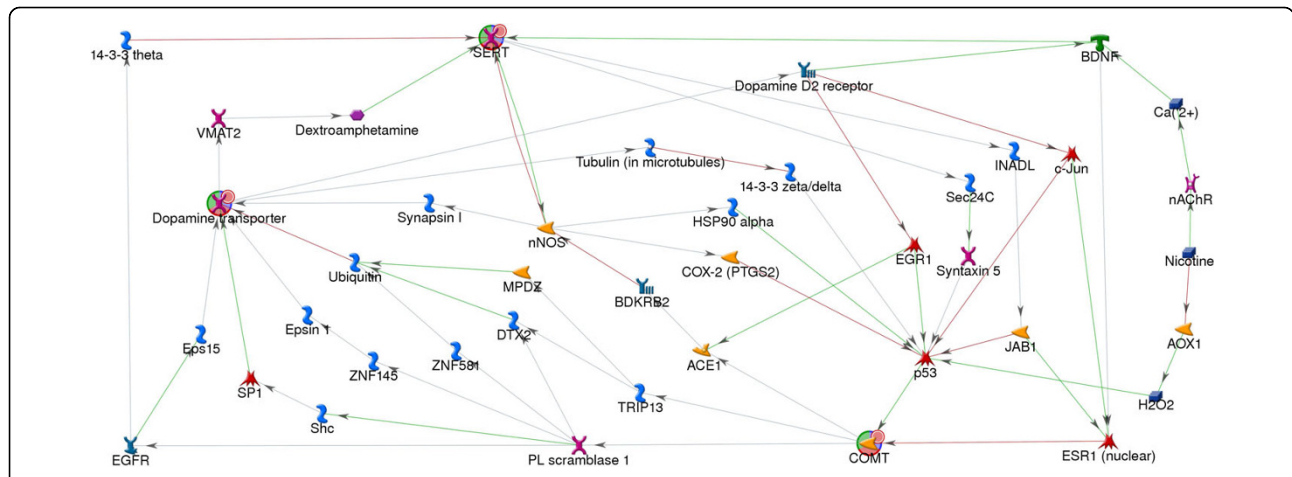 14-3-3 theta
SERT
BDNF
Dopamine D2 receptor
Ca(2+)
VMAT2
Dextroamphetamine
Tubulin (in microtubules)
INADL
c-Jun
14-3-3 zeta/delta
nAChR
Sec24C
Dopamine transporter
Synapsin I
HSP90 alpha
nNOS
EGR1
Syntaxin 5
Nicotine
Ubiquitin
COX-2 (PTGS2)
MPDZ
BDKRB2
Epsin 1
DTX2
Eps15
ZNF145
ZNF581
ACE1
p53
JAB1
AOX1
SP1
TRIP13
H2O2
Shc
EGFR
PL scramblase 1
COMT
ESR1 (nuclear)